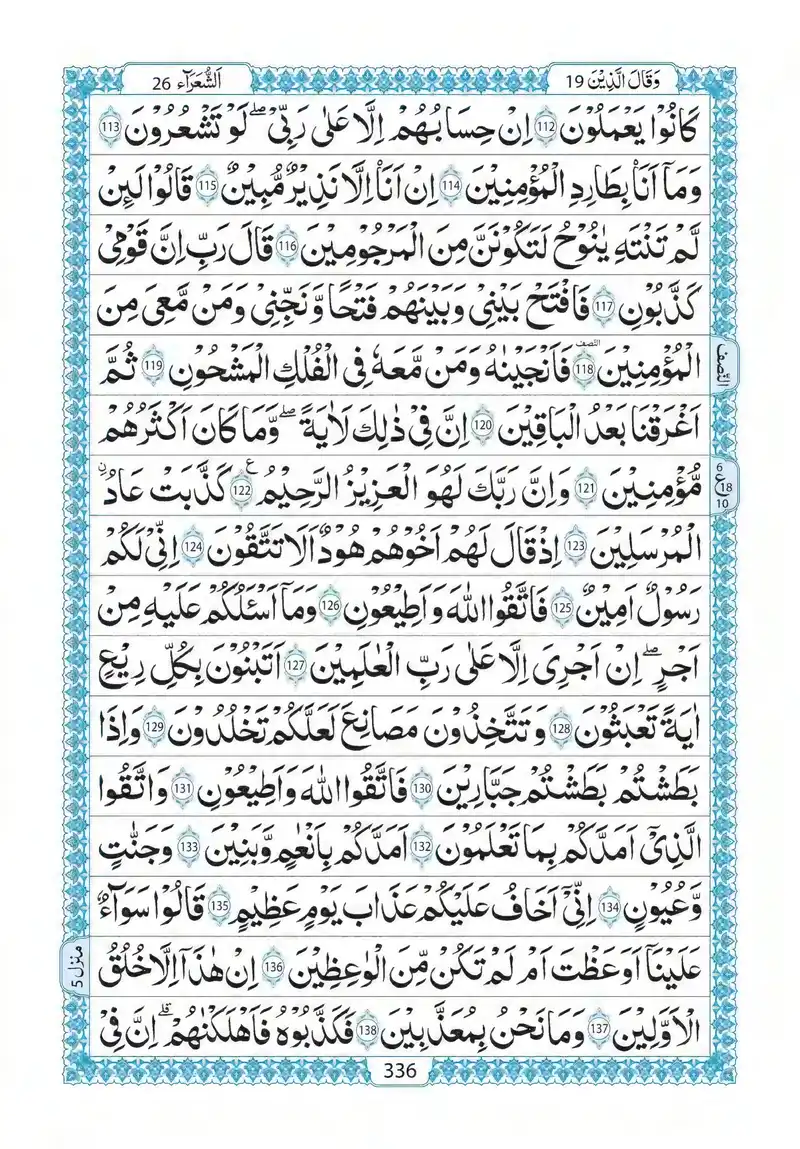 وَقَالَ الَّذِيْنَ 19
اَلشُّعَرَآء 26
كَانُوْا يَعْمَلُوْنَ 112 اِنْ حِسَابُهُمْ اِلَّا عَلٰى رَبِّيْ ۖ لَوْ تَشْعُرُوْنَ 113
وَمَآ اَنَا۠ بِطَارِدِ الْمُؤْمِنِيْنَ 114 اِنْ اَنَا۠ اِلَّا نَذِيْرٌ مُّبِيْنٌ 115 قَالُوْا لَئِنْ
لَّمْ تَنْتَهِ يٰنُوْحُ لَتَكُوْنَنَّ مِنَ الْمَرْجُوْمِيْنَ 116 قَالَ رَبِّ اِنَّ قَوْمِيْ
كَذَّبُوْنِ 117 فَافْتَحْ بَيْنِيْ وَبَيْنَهُمْ فَتْحًا وَّنَجِّنِيْ وَمَنْ مَّعِيَ مِنَ
الْمُؤْمِنِيْنَ 118 النصف فَاَنْجَيْنٰهُ وَمَنْ مَّعَهٗ فِي الْفُلْكِ الْمَشْحُوْنِ 119 ثُمَّ
النّصف
اَغْرَقْنَا بَعْدُ الْبَاقِيْنَ 120 اِنَّ فِيْ ذٰلِكَ لَاٰيَةً ۖ وَّمَا كَانَ اَكْثَرُهُمْ
مُّؤْمِنِيْنَ 121 وَاِنَّ رَبَّكَ لَهُوَ الْعَزِيْزُ الرَّحِيْمُ ع 122 كَذَّبَتْ عَادُ ۨ
6 ع 18 10
الْمُرْسَلِيْنَ 123 اِذْ قَالَ لَهُمْ اَخُوْهُمْ هُوْدٌ اَلَا تَتَّقُوْنَ 124 اِنِّيْ لَكُمْ
رَسُوْلٌ اَمِيْنٌ 125 فَاتَّقُوا اللّٰهَ وَاَطِيْعُوْنِ 126 وَمَآ اَسْـَٔلُكُمْ عَلَيْهِ مِنْ
اَجْرٍ ۖ اِنْ اَجْرِيَ اِلَّا عَلٰى رَبِّ الْعٰلَمِيْنَ 127 اَتَبْنُوْنَ بِكُلِّ رِيْعٍ
اٰيَةً تَعْبَثُوْنَ 128 وَتَتَّخِذُوْنَ مَصَانِعَ لَعَلَّكُمْ تَخْلُدُوْنَ 129 وَاِذَا
بَطَشْتُمْ بَطَشْتُمْ جَبَّارِيْنَ 130 فَاتَّقُوا اللّٰهَ وَاَطِيْعُوْنِ 131 وَاتَّقُوا
الَّذِيْٓ اَمَدَّكُمْ بِمَا تَعْلَمُوْنَ 132 اَمَدَّكُمْ بِاَنْعَامٍ وَّبَنِيْنَ 133 وَجَنّٰتٍ
وَّعُيُوْنٍ 134 اِنِّيْٓ اَخَافُ عَلَيْكُمْ عَذَابَ يَوْمٍ عَظِيْمٍ 135 قَالُوْا سَوَآءٌ
عَلَيْنَآ اَوَعَظْتَ اَمْ لَمْ تَكُنْ مِّنَ الْوٰعِظِيْنَ 136 اِنْ هٰذَآ اِلَّا خُلُقُ
منزل 5
الْاَوَّلِيْنَ 137 وَمَا نَحْنُ بِمُعَذَّبِيْنَ 138 فَكَذَّبُوْهُ فَاَهْلَكْنٰهُمْ ۗ اِنَّ فِيْ
336